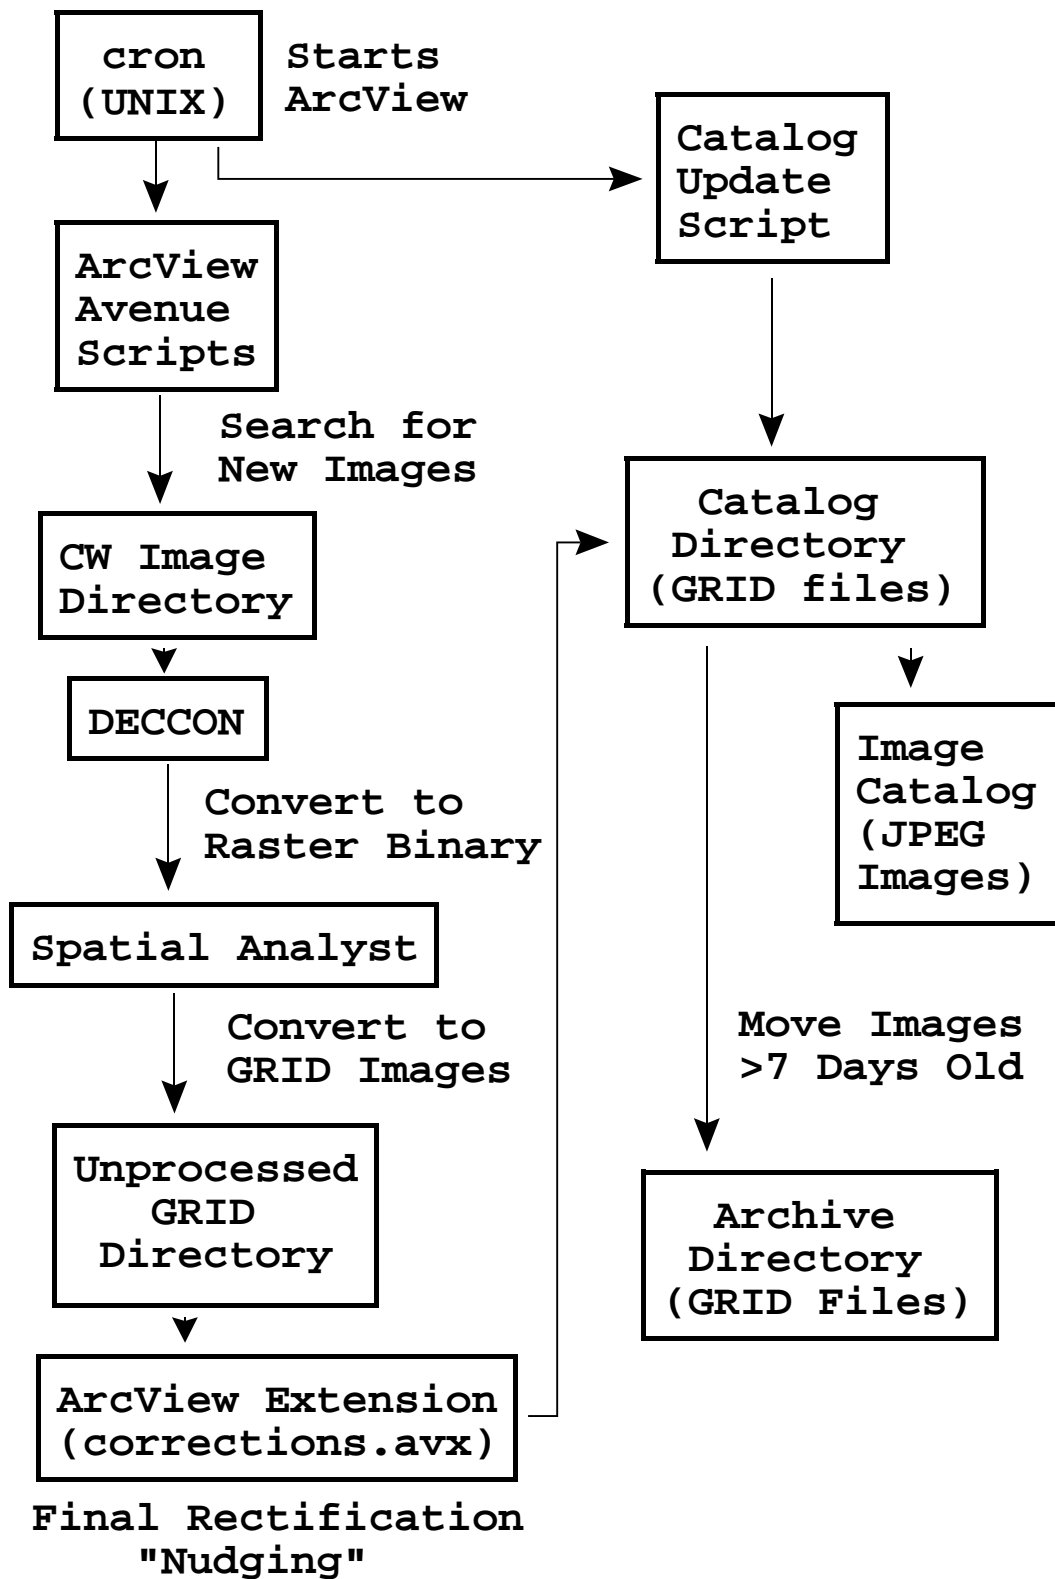 cron
(UNIX)
Starts
ArcView
Catalog
Update
Script
ArcView
Avenue
Scripts
Search for
New Images
CW Image
Directory
DECCON
Convert to
Raster Binary
Spatial Analyst
Convert to
GRID Images
Unprocessed
GRID
Directory
ArcView Extension
(corrections.avx)
Final Rectification
"Nudging"
Catalog
Directory
(GRID files)
Image
Catalog
(JPEG
Images)
Move Images
>7 Days Old
Archive
Directory
(GRID Files)